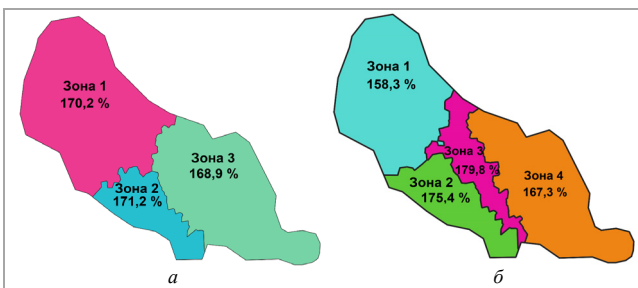 Зона 1
170,2 %
Зона 2
171,2 %
Зона 3
168,9 %
а
Зона 1
158,3 %
Зона 2
175,4 %
Зона 3
179,8 %
Зона 4
167,3 %
б